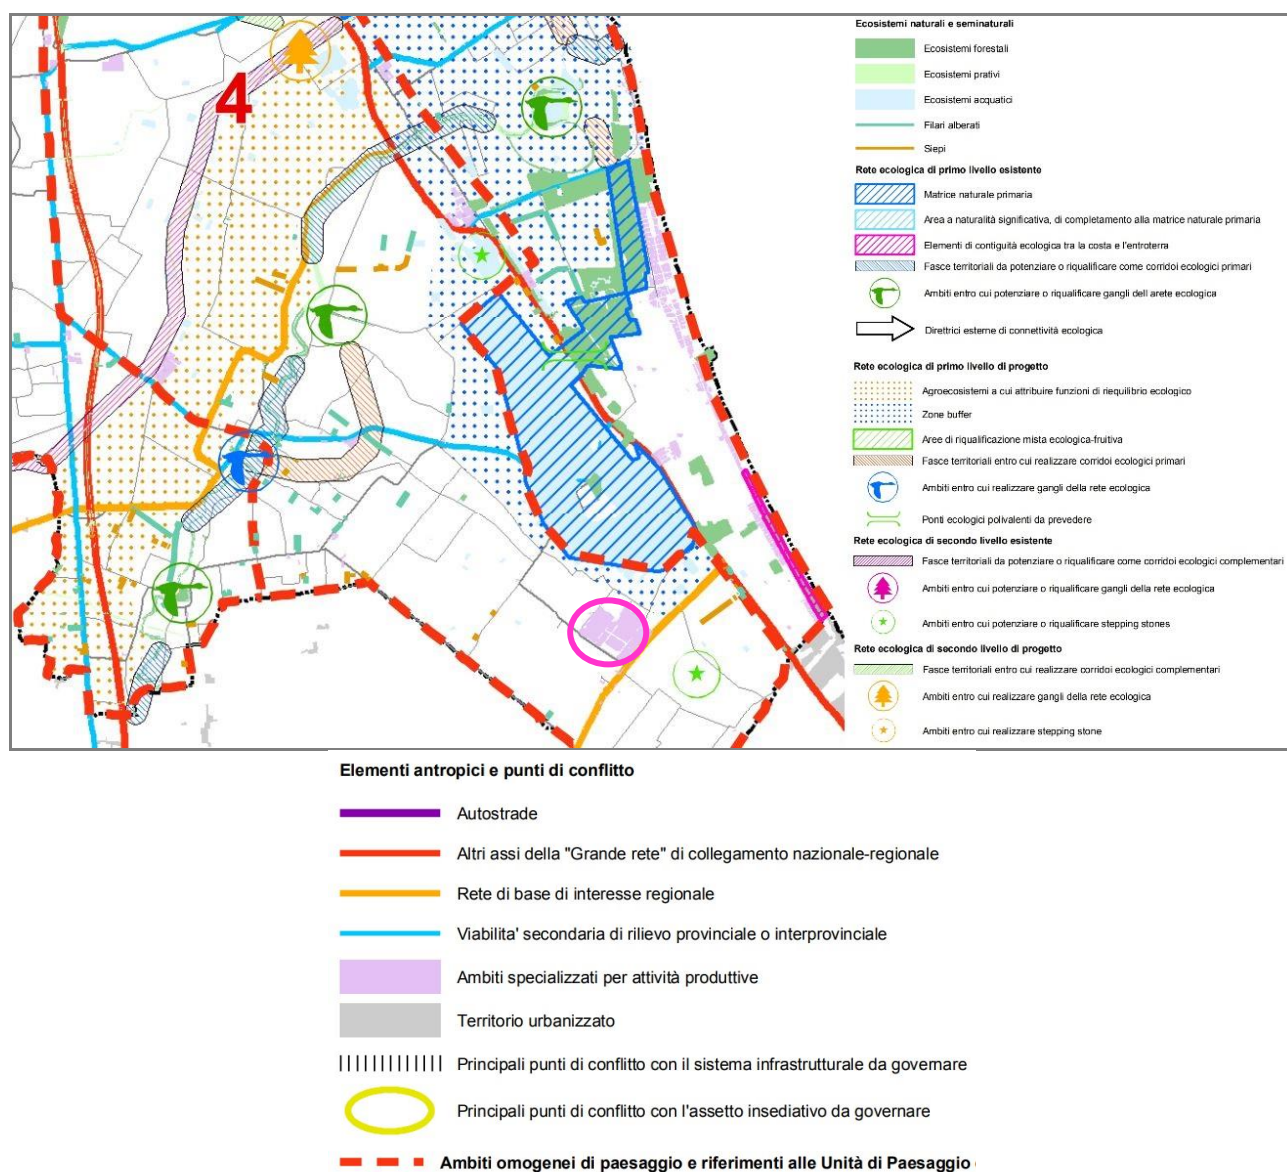 4
Ecosistemi naturali e seminaturali
Ecosistemi forestali
Ecosistemi prativi
Ecosistemi acquatici
Filari alberati
Siepi
Rete ecologica di primo livello esistente
Matrice naturale primaria
Area a naturalità significativa, di completamento alla matrice naturale primaria
Elementi di contiguità ecologica tra la costa e l'entroterra
Fasce territoriali da potenziare o riqualificare come corridoi ecologici primari
Ambiti entro cui potenziare o riqualificare gangli dell arete ecologica
Direttrici esterne di connettività ecologica
Rete ecologica di primo livello di progetto
Agroecosistemi a cui attribuire funzioni di riequilibrio ecologico
Zone buffer
Aree di riqualificazione mista ecologica-fruitiva
Fasce territoriali entro cui realizzare corridoi ecologici primari
Ambiti entro cui realizzare gangli della rete ecologica
Ponti ecologici polivalenti da prevedere
Rete ecologica di secondo livello esistente
Fasce territoriali da potenziare o riqualificare come corridoi ecologici complementari
Ambiti entro cui potenziare o riqualificare gangli della rete ecologica
Ambiti entro cui potenziare o riqualificare stepping stones
Rete ecologica di secondo livello di progetto
Fasce territoriali entro cui realizzare corridoi ecologici complementari
Ambiti entro cui realizzare gangli della rete ecologica
Ambiti entro cui realizzare stepping stone
Elementi antropici e punti di conflitto
Autostrade
Altri assi della "Grande rete" di collegamento nazionale-regionale
Rete di base di interesse regionale
Viabilita' secondaria di rilievo provinciale o interprovinciale
Ambiti specializzati per attività produttive
Territorio urbanizzato
Principali punti di conflitto con il sistema infrastrutturale da governare
Principali punti di conflitto con l'assetto insediativo da governare
Ambiti omogenei di paesaggio e riferimenti alle Unità di Paesaggio